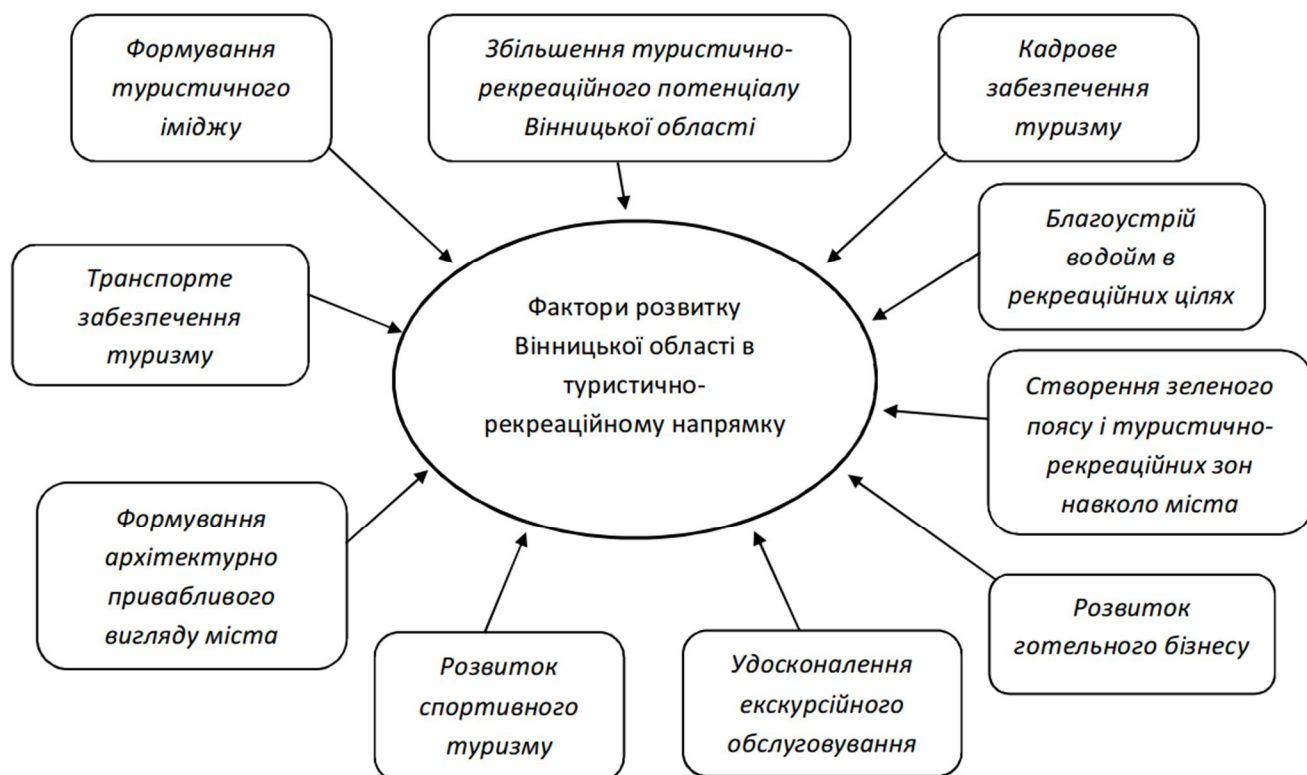 Формування
туристичного
іміджу
Збільшення туристично-
рекреаційного потенціалу
Вінницької області
Кадрове
забезпечення
туризму
Благоустрій
водойм в
рекреаційних цілях
Транспорте
забезпечення
туризму
Фактори розвитку
Вінницької області в
туристично-
рекреаційному напрямку
Створення зеленого
поясу і туристично-
рекреаційних зон
навколо міста
Формування
архітектурно
привабливого
вигляду міста
Розвиток
спортивного
туризму
Удосконалення
екскурсійного
обслуговування
Розвиток
готельного бізнесу